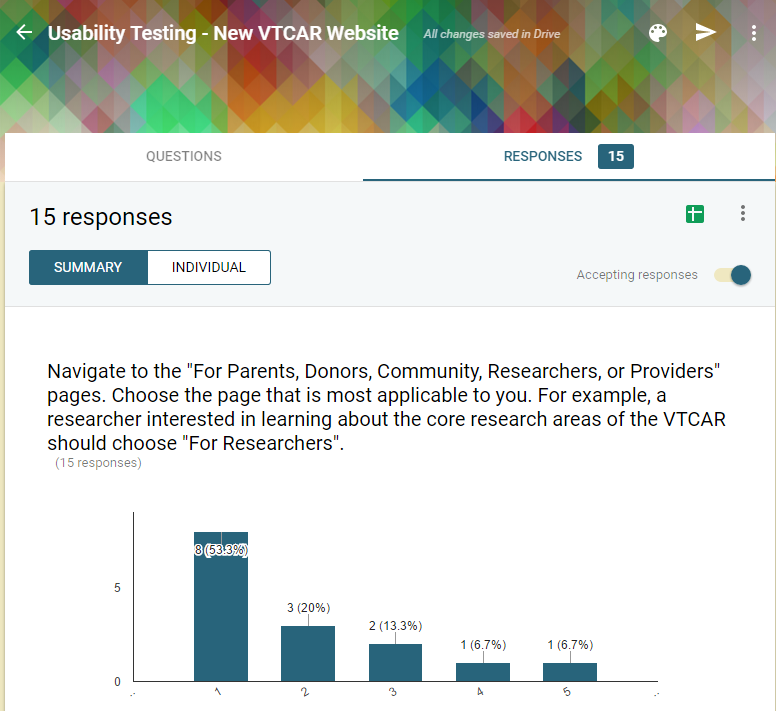 Usability Testing - New VTCAR Website
All changes saved in Drive
QUESTIONS
RESPONSES 15
15 responses
SUMMARY INDIVIDUAL
Accepting responses
Navigate to the "For Parents, Donors, Community, Researchers, or Providers"
pages. Choose the page that is most applicable to you. For example, a
researcher interested in learning about the core research areas of the VTCAR
should choose "For Researchers".
(15 responses)
8 (53.3%)
5
3 (20%)
2 (13.3%)
1 (6.7%) 1 (6.7%)
0
.. 1 2 3 4 5 ..